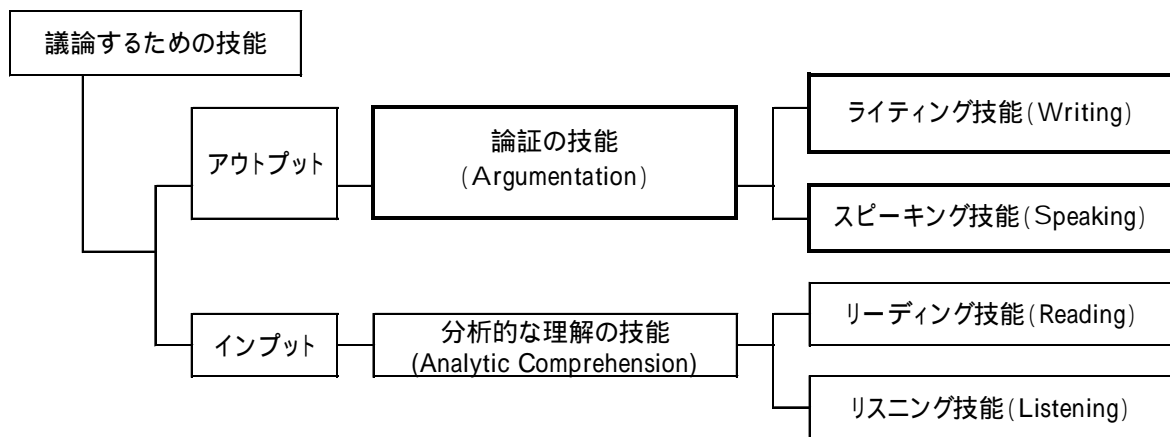 議論するための技能
アウトプット
論証の技能
(Argumentation)
ライティング技能(Writing)
スピーキング技能(Speaking)
インプット
分析的な理解の技能
(Analytic Comprehension)
リーディング技能(Reading)
リスニング技能(Listening)